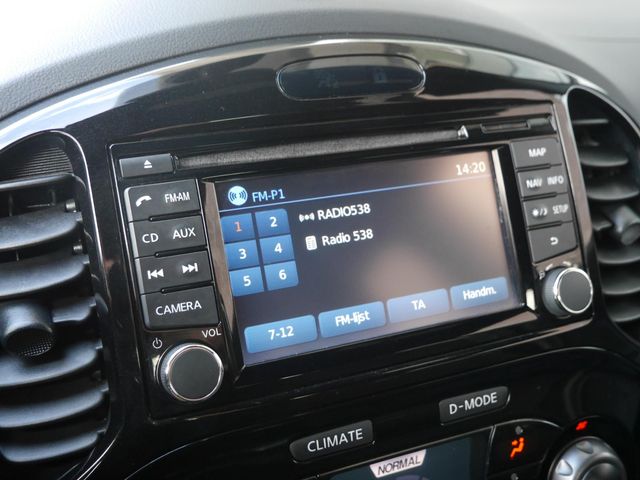 FM-P1 14:20
1 2 RADIO538
3 4 Radio 538
5 6
7-12 FM-lijst TA Handm.
FM-AM
CD AUX
CAMERA
VOL
MAP
NAV INFO
SETUP
CLIMATE D-MODE
NORMAL